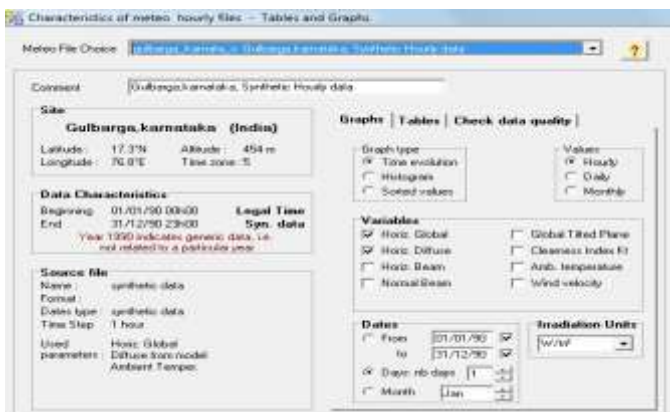 Characteristics of meteo hourly files -- Tables and Graphs
Meteo File Choice
Synthetic Hourly data
?
Comment Gulbarga,karnataka, Synthetic Hourly data
Site
Gulbarga,karnataka (India)
Latitude : 17.3°N Altitude : 454 m
Longitude : 76.8°E Time zone : 5
Data Characteristics
Beginning 01/01/90 00h00 Legal Time
End 31/12/90 23h00 Syn. data
Year 1990 indicates generic data, i.e.
not related to a particular year
Source file
Name : synthetic data
Format :
Dates type : synthetic data
Time Step 1 hour
Used Horiz. Global
parameters : Diffuse from model
Ambient Temper.
Graphs Tables Check data quality
Graph type
Time evolution
Histogram
Sorted values
Values
Hourly
Daily
Monthly
Variables
Horiz. Global Global Tilted Plane
Horiz. Diffuse Clearness Index Kt
Horiz. Beam Amb. temperature
Normal Beam Wind velocity
Dates
From 01/01/90
to 31/12/90
Days: nb days 1
Month Jan
Irradiation Units
W/m²